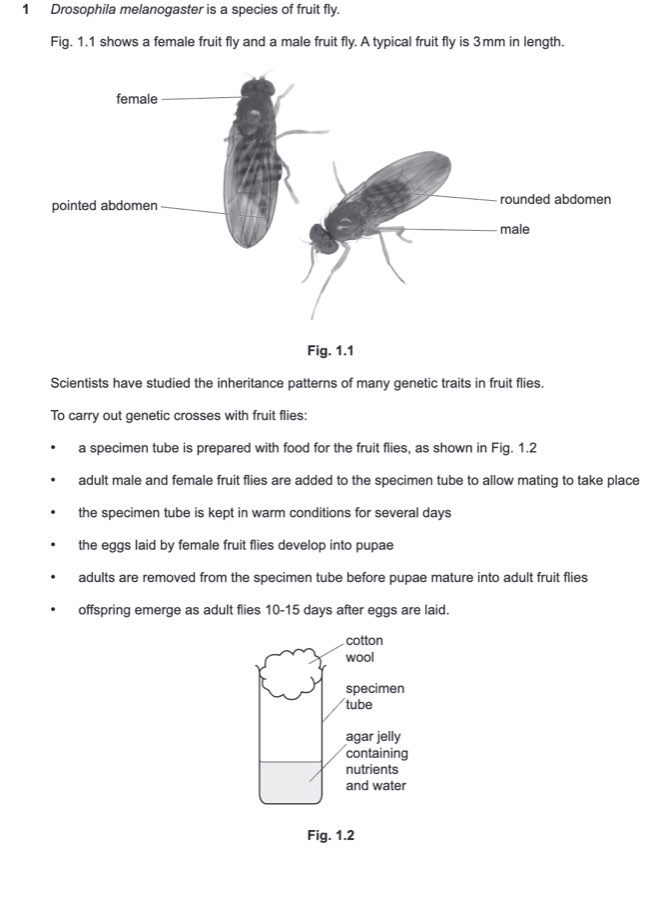 1 Drosophila melanogaster is a species of fruit fly.
Fig. 1.1 shows a female fruit fly and a male fruit fly. A typical fruit fly is 3 mm in length.
female
pointed abdomen
rounded abdomen
male
Fig. 1.1
Scientists have studied the inheritance patterns of many genetic traits in fruit flies.
To carry out genetic crosses with fruit flies:
• a specimen tube is prepared with food for the fruit flies, as shown in Fig. 1.2
• adult male and female fruit flies are added to the specimen tube to allow mating to take place
• the specimen tube is kept in warm conditions for several days
• the eggs laid by female fruit flies develop into pupae
• adults are removed from the specimen tube before pupae mature into adult fruit flies
• offspring emerge as adult flies 10-15 days after eggs are laid.
cotton
wool
specimen
tube
agar jelly
containing
nutrients
and water
Fig. 1.2